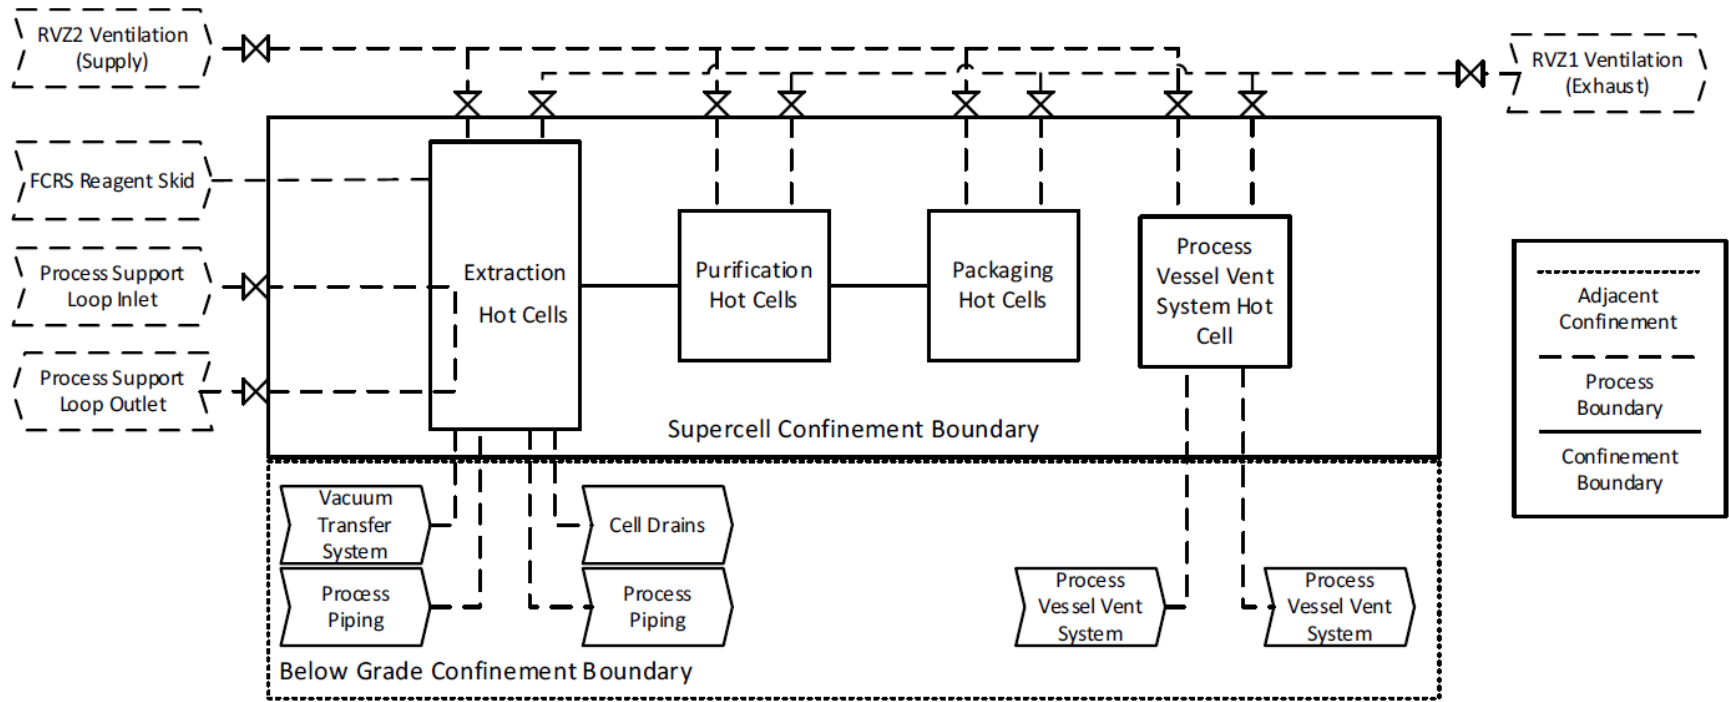 RVZ2 Ventilation
(Supply)
RVZ1 Ventilation
(Exhaust)
FCRS Reagent Skid
Process Support
Loop Inlet
Process Support
Loop Outlet
Extraction
Hot Cells
Purification
Hot Cells
Packaging
Hot Cells
Process
Vessel Vent
System Hot
Cell
Supercell Confinement Boundary
Adjacent
Confinement
Process
Boundary
Confinement
Boundary
Vacuum
Transfer
System
Cell Drains
Process
Piping
Process
Piping
Process
Vessel Vent
System
Process
Vessel Vent
System
Below Grade Confinement Boundary